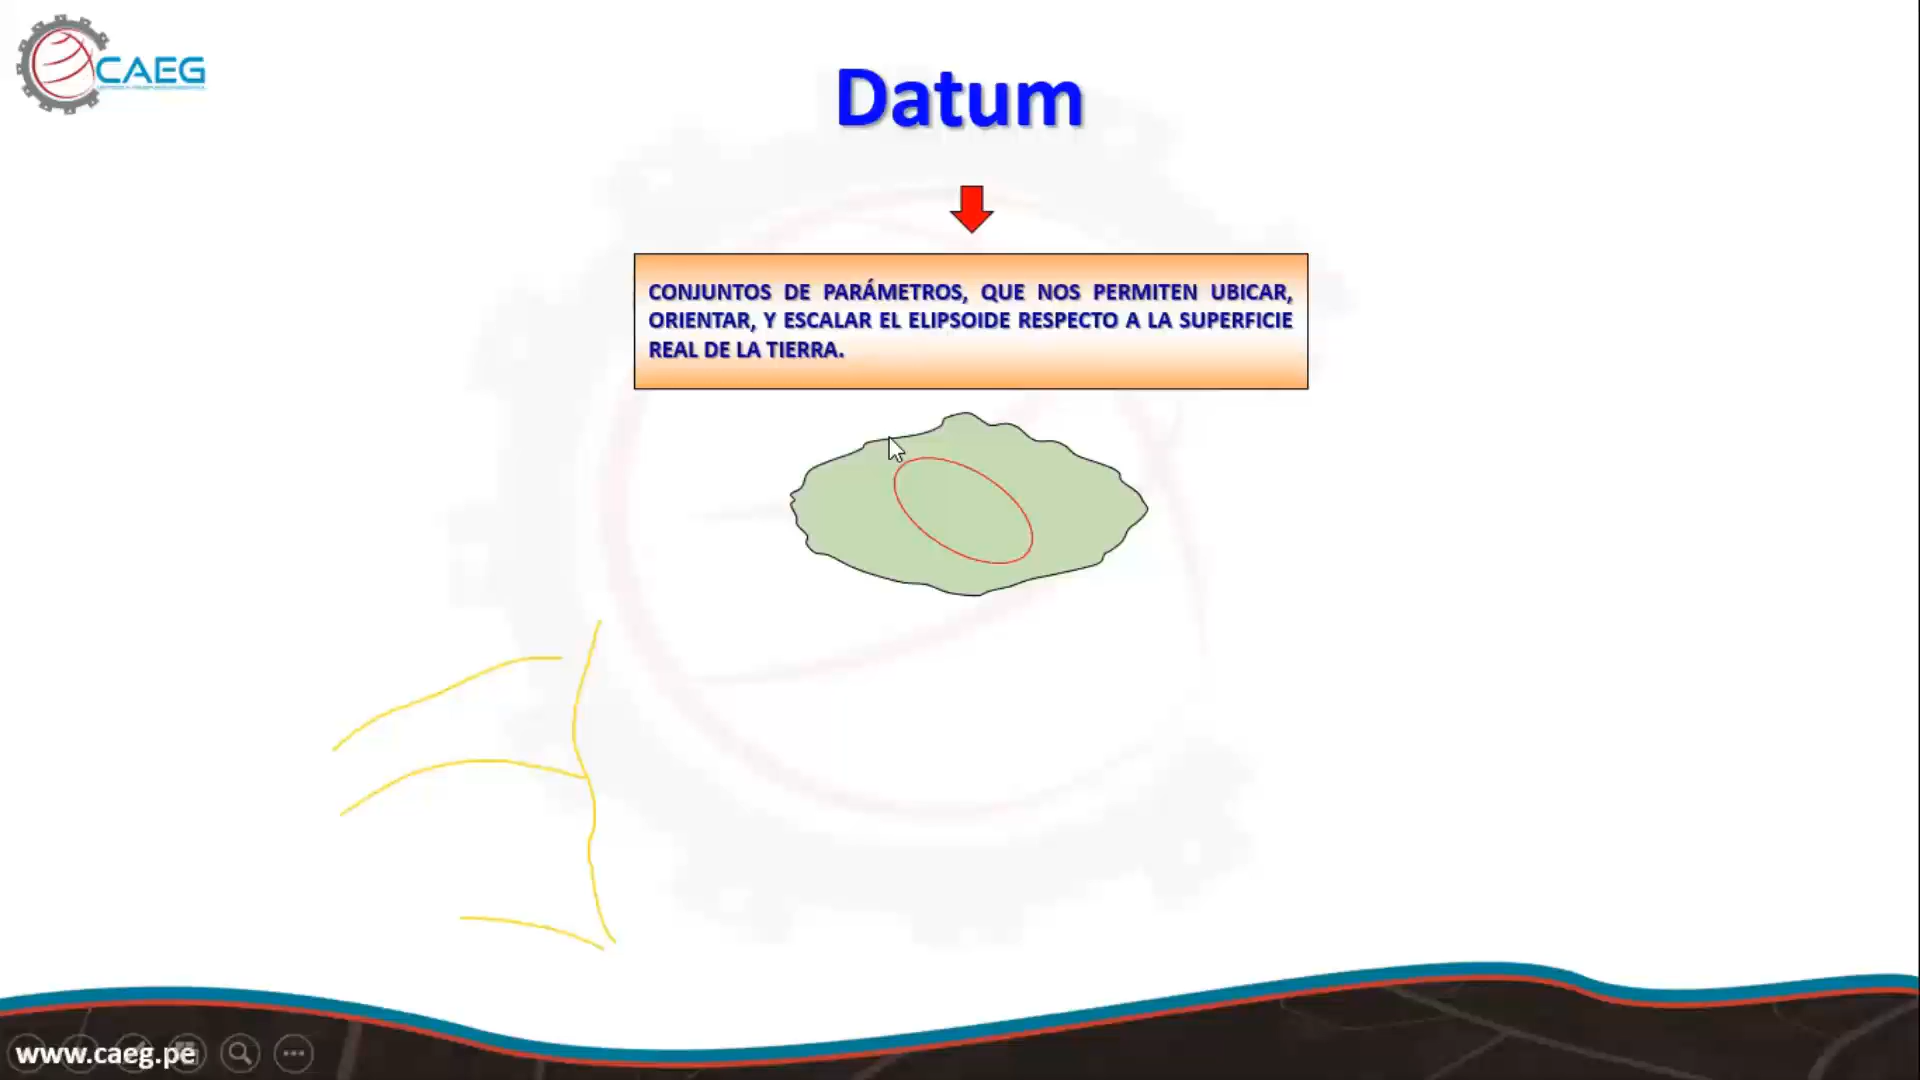 CAEG
Datum
CONJUNTOS DE PARÁMETROS, QUE NOS PERMITEN UBICAR,
ORIENTAR, Y ESCALAR EL ELIPSOIDE RESPECTO A LA SUPERFICIE
REAL DE LA TIERRA.
www.caeg.pe